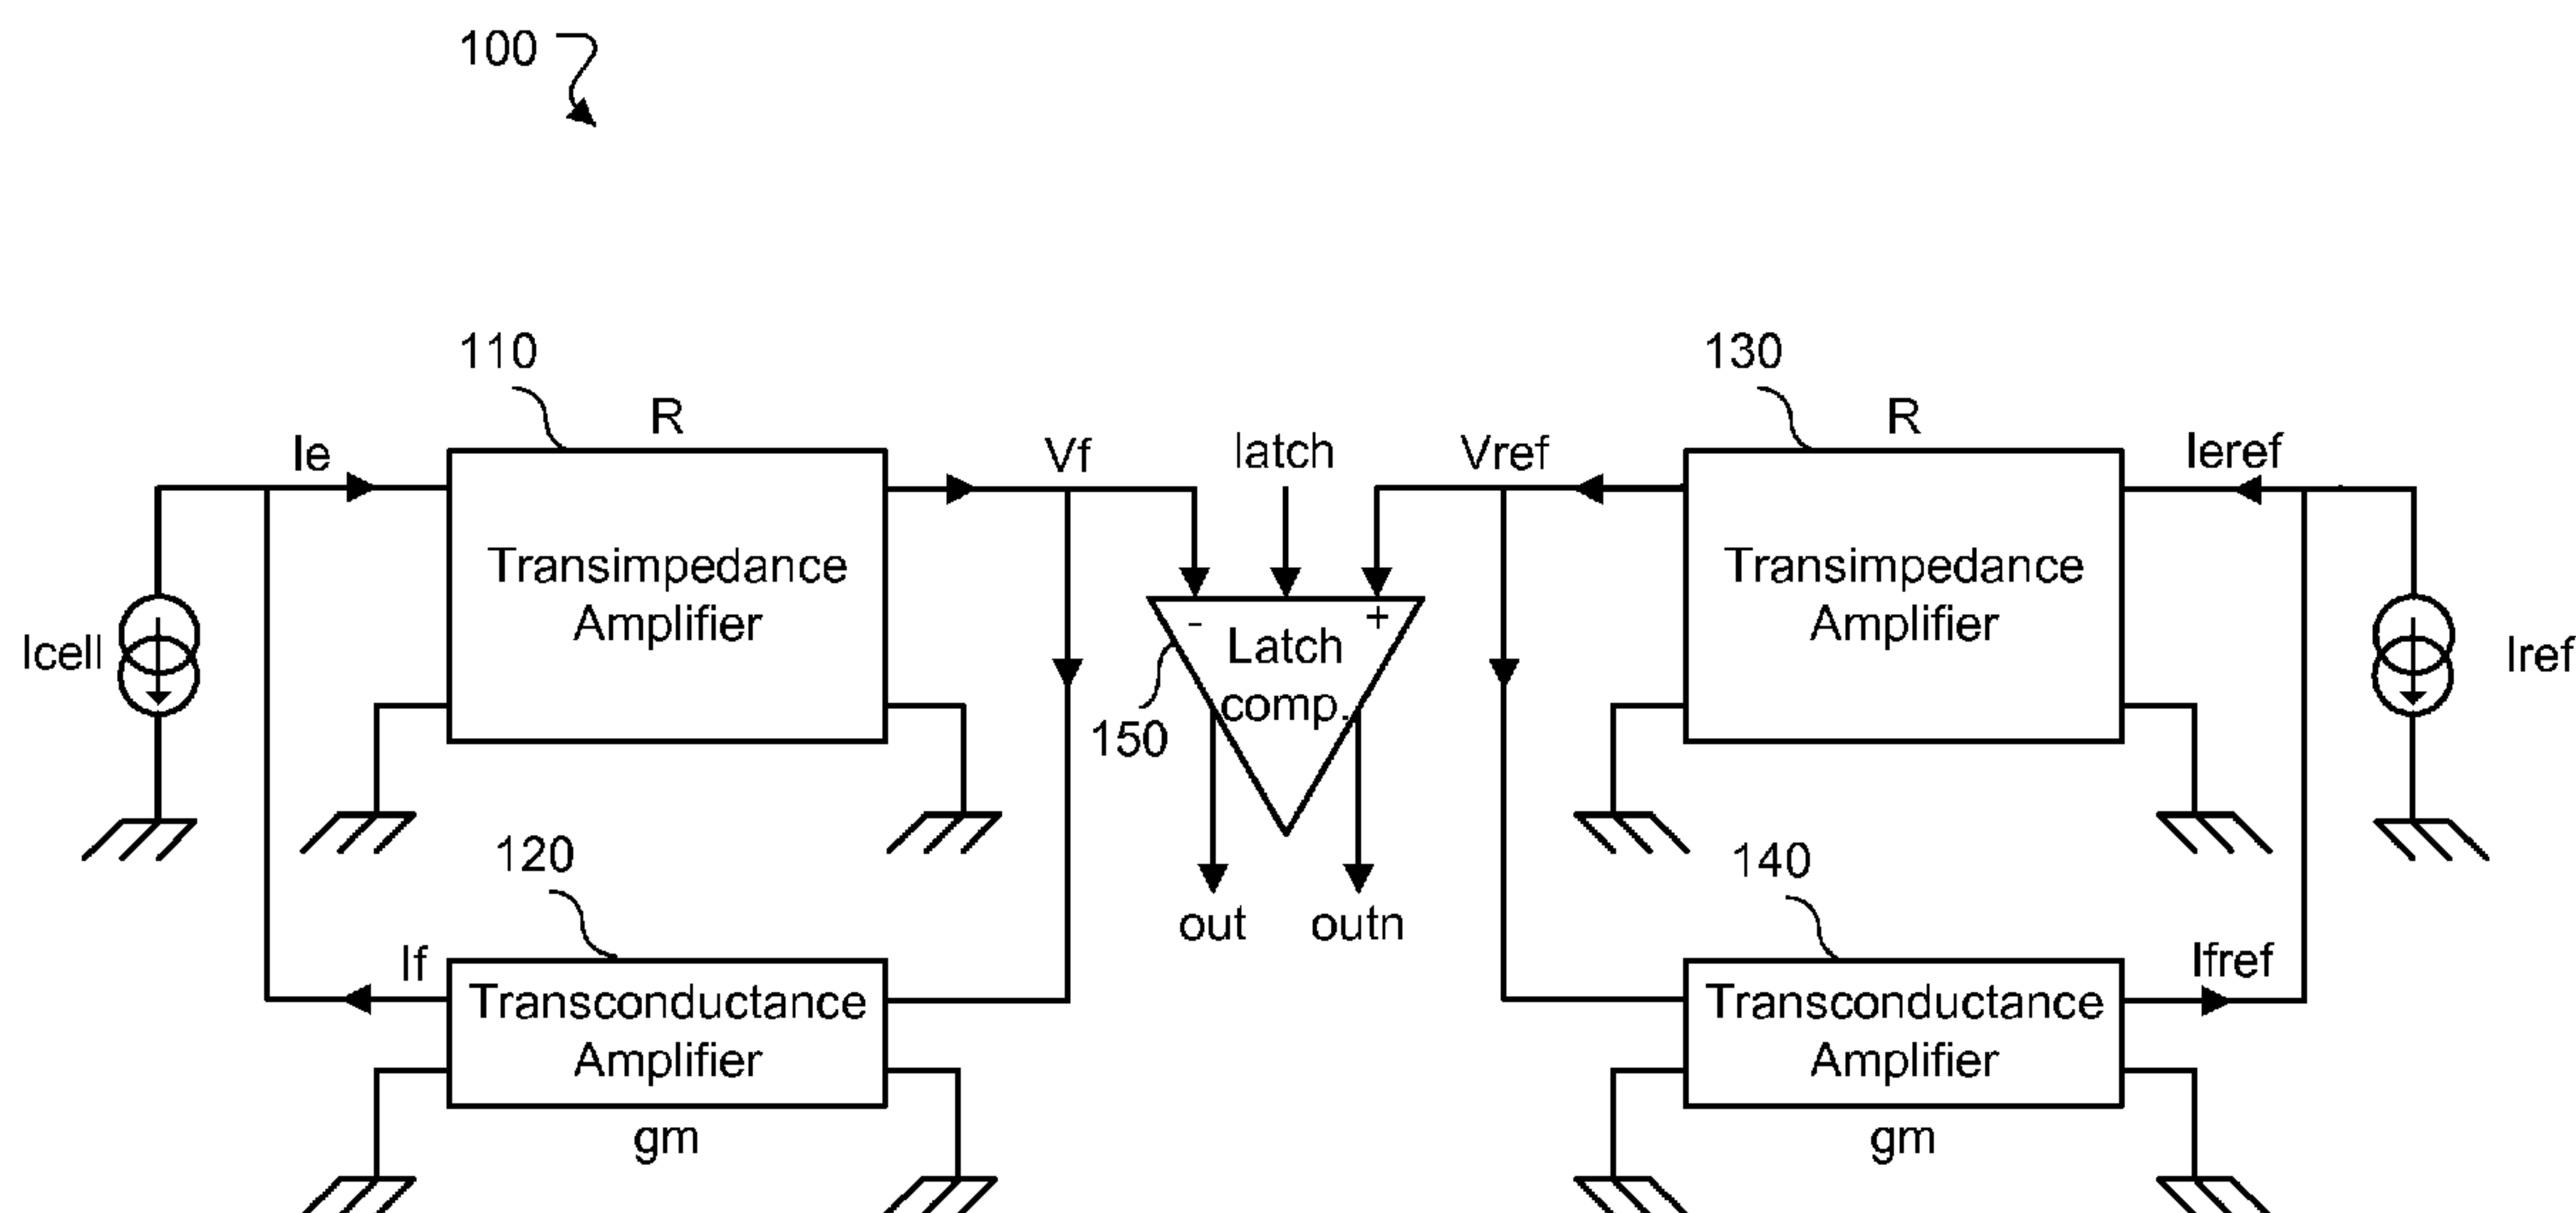 100
110
R
130
R
Ie
Vf
latch
Vref
Ieref
Transimpedance
Amplifier
Transimpedance
Amplifier
-
+
Latch
comp.
Icell
Iref
150
120
140
out
outn
If
Transconductance
Amplifier
gm
Ifref
Transconductance
Amplifier
gm